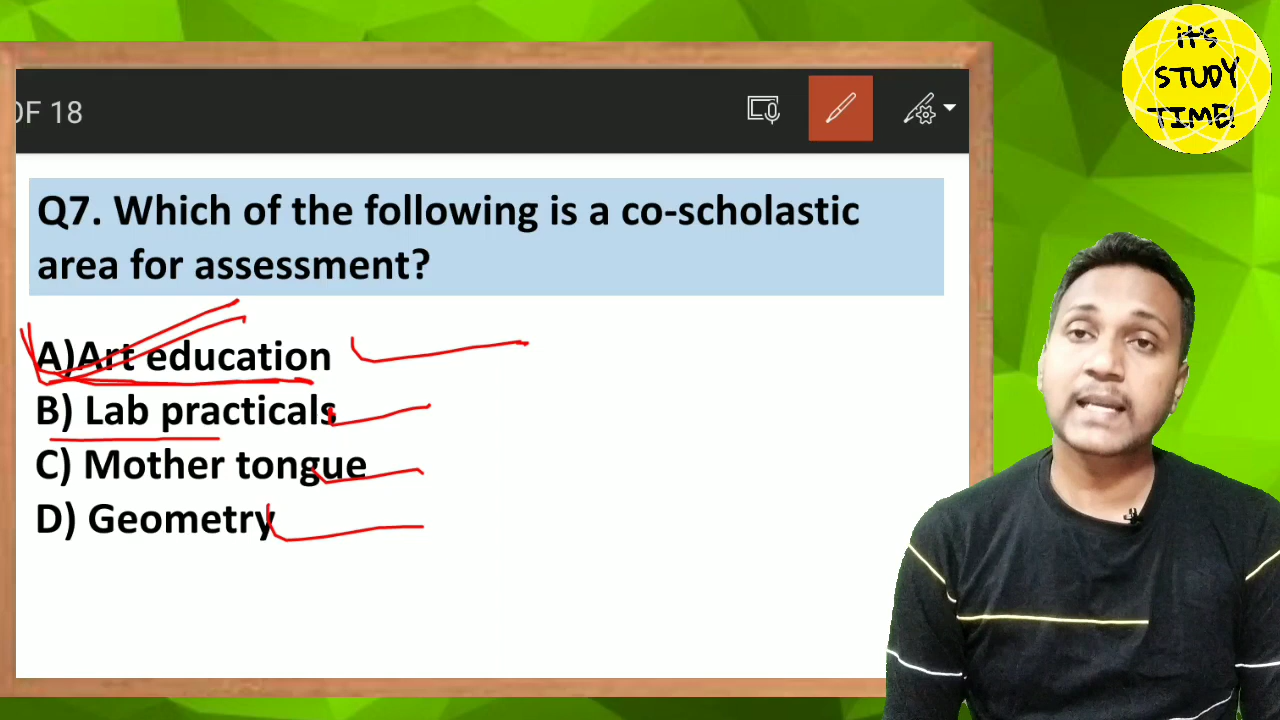 OF 18
IT'S
STUDY
TIME!
Q7. Which of the following is a co-scholastic
area for assessment?
A)Art education
B) Lab practicals
C) Mother tongue
D) Geometry